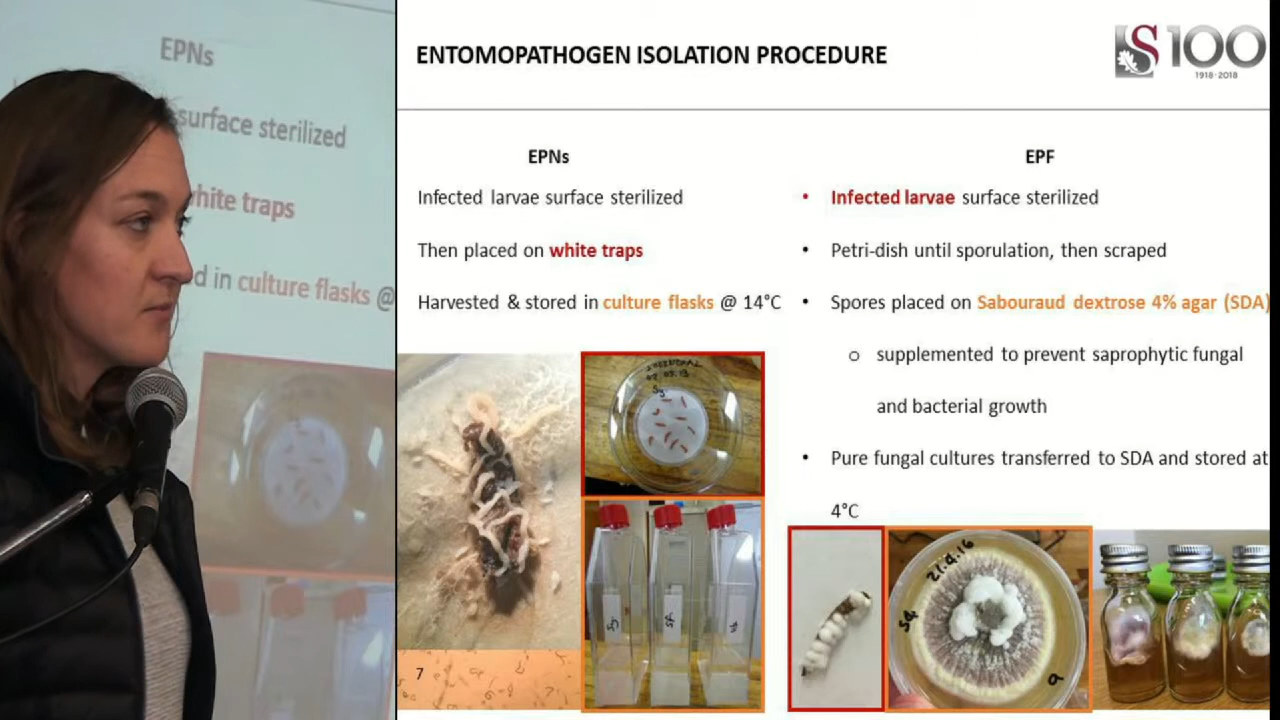 EPNs
surface sterilized
white traps
d in culture flasks @
ENTOMOPATHOGEN ISOLATION PROCEDURE
S100
1918-2018
EPNs
Infected larvae surface sterilized
Then placed on white traps
Harvested & stored in culture flasks @ 14°C
EPF
• Infected larvae surface sterilized
• Petri-dish until sporulation, then scraped
• Spores placed on Sabouraud dextrose 4% agar (SDA)
o supplemented to prevent saprophytic fungal
and bacterial growth
• Pure fungal cultures transferred to SDA and stored at
4°C
Sy
7
21.9.16
9